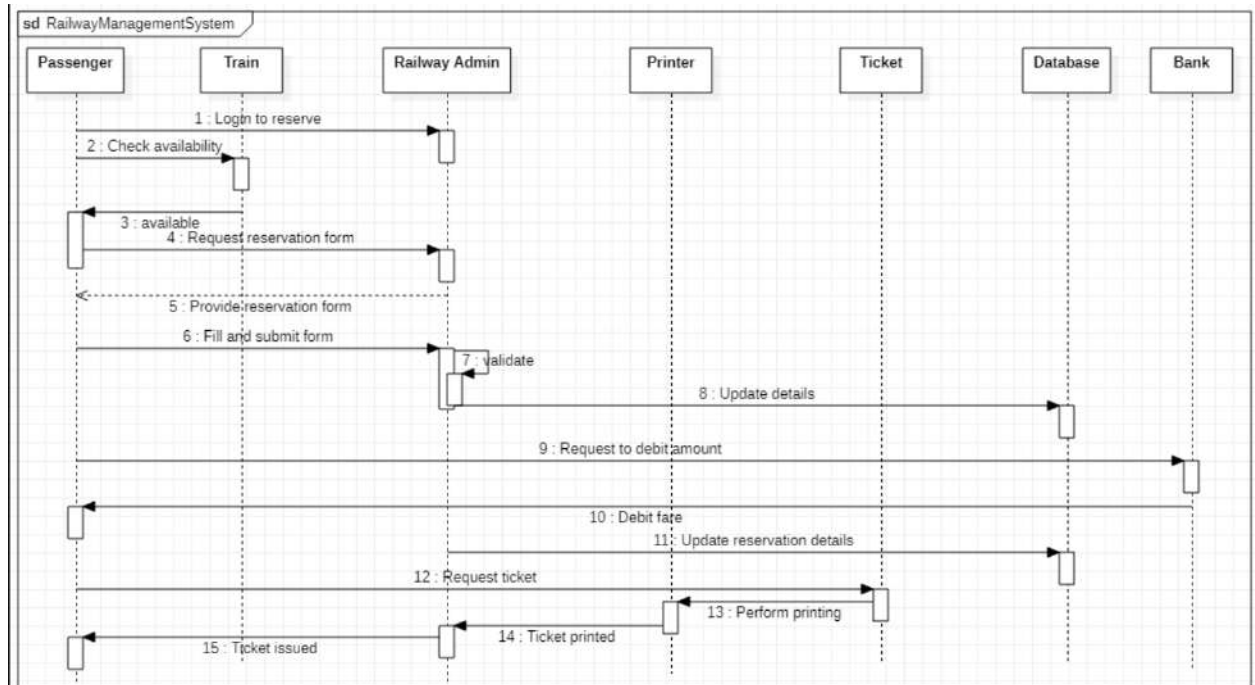 sd RailwayManagementSystem
Passenger
Train
Railway Admin
Printer
Ticket
Database
Bank
1 : Login to reserve
2 : Check availability
3 : available
4 : Request reservation form
5 : Provide reservation form
6 : Fill and submit form
7 : validate
8 : Update details
9 : Request to debit amount
10 : Debit fare
11 : Update reservation details
12 : Request ticket
13 : Perform printing
14 : Ticket printed
15 : Ticket issued